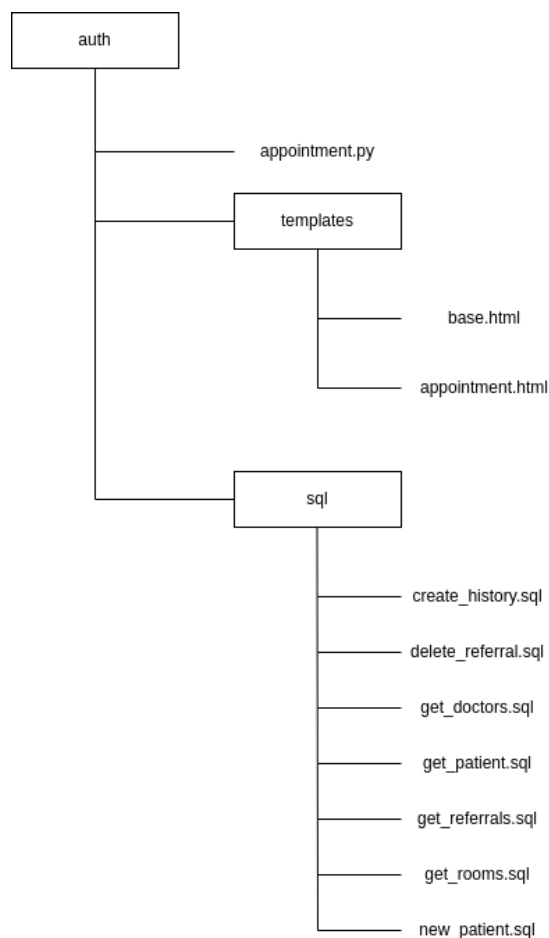 auth
appointment.py
templates
base.html
appointment.html
sql
create_history.sql
delete_referral.sql
get_doctors.sql
get_patient.sql
get_referrals.sql
get_rooms.sql
new_patient.sql